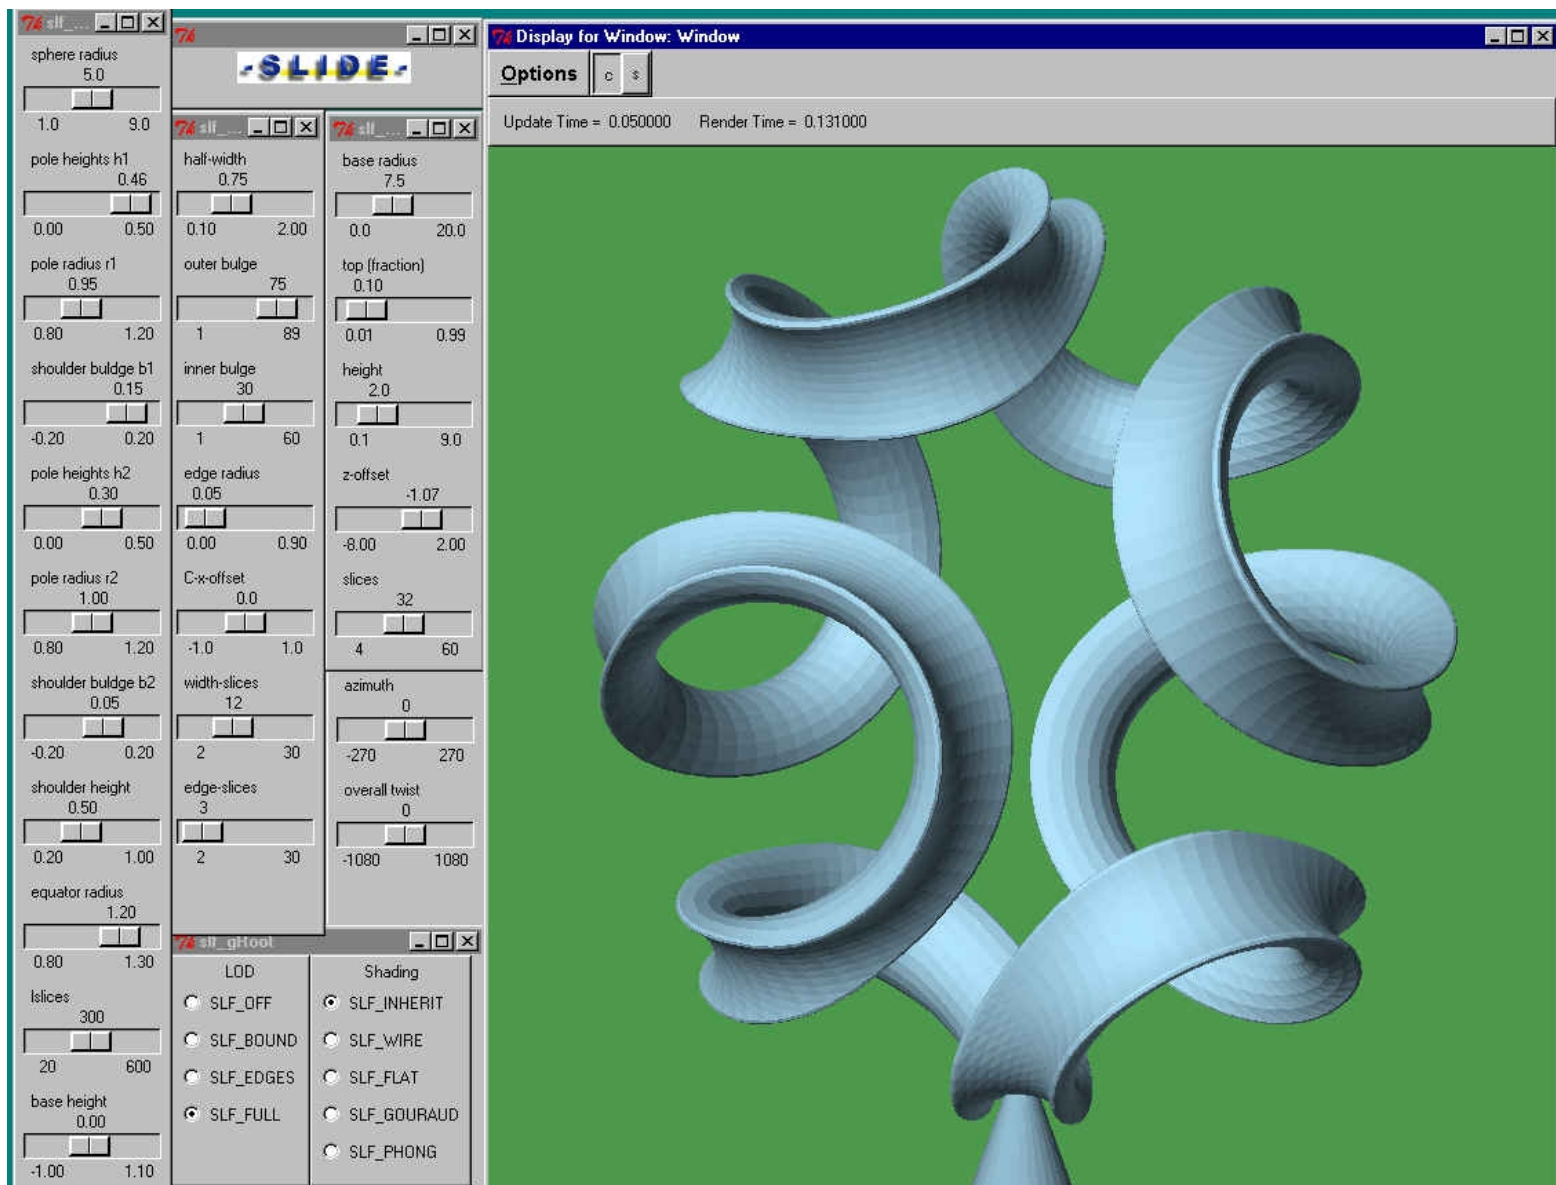 slf_...
sphere radius
5.0
1.0 9.0
pole heights h1
0.46
0.00 0.50
pole radius r1
0.95
0.80 1.20
shoulder buldge b1
0.15
-0.20 0.20
pole heights h2
0.30
0.00 0.50
pole radius r2
1.00
0.80 1.20
shoulder buldge b2
0.05
-0.20 0.20
shoulder height
0.50
0.20 1.00
equator radius
1.20
0.80 1.30
lslices
300
20 600
base height
0.00
-1.00 1.10
-SLIDE-
slf_...
half-width
0.75
0.10 2.00
outer bulge
75
1 89
inner bulge
30
1 60
edge radius
0.05
0.00 0.90
C-x-offset
0.0
-1.0 1.0
width-slices
12
2 30
edge-slices
3
2 30
slf_...
base radius
7.5
0.0 20.0
top (fraction)
0.10
0.01 0.99
height
2.0
0.1 9.0
z-offset
-1.07
-8.00 2.00
slices
32
4 60
azimuth
0
-270 270
overall twist
0
-1080 1080
LOD
SLF_OFF
SLF_BOUND
SLF_EDGES
SLF_FULL
Shading
SLF_INHERIT
SLF_WIRE
SLF_FLAT
SLF_GOURAUD
SLF_PHONG
Display for Window: Window
Options c s
Update Time = 0.050000 Render Time = 0.131000